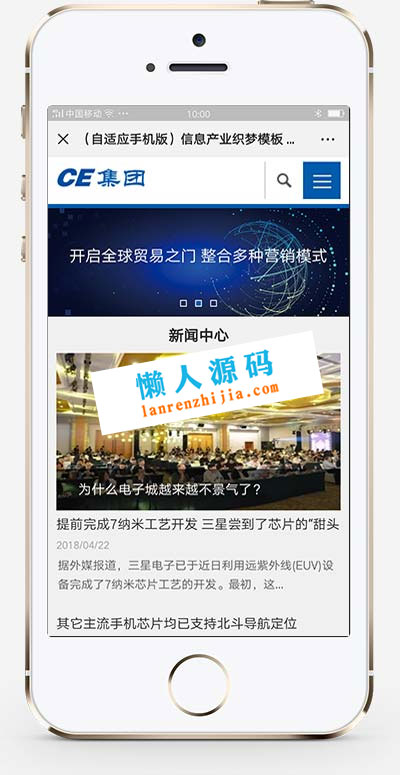 中国移动 10:00
（自适应手机版）信息产业织梦模板 ...
CE 集团
开启全球贸易之门 整合多种营销模式
新闻中心
懒人源码
lanrenzhijia.com
为什么电子城越来越不景气了？
提前完成7纳米工艺开发 三星尝到了芯片的“甜头
2018/04/22
据外媒报道，三星电子已于近日利用远紫外线(EUV)设
备完成了7纳米芯片工艺的开发。最初，这...
其它主流手机芯片均已支持北斗导航定位